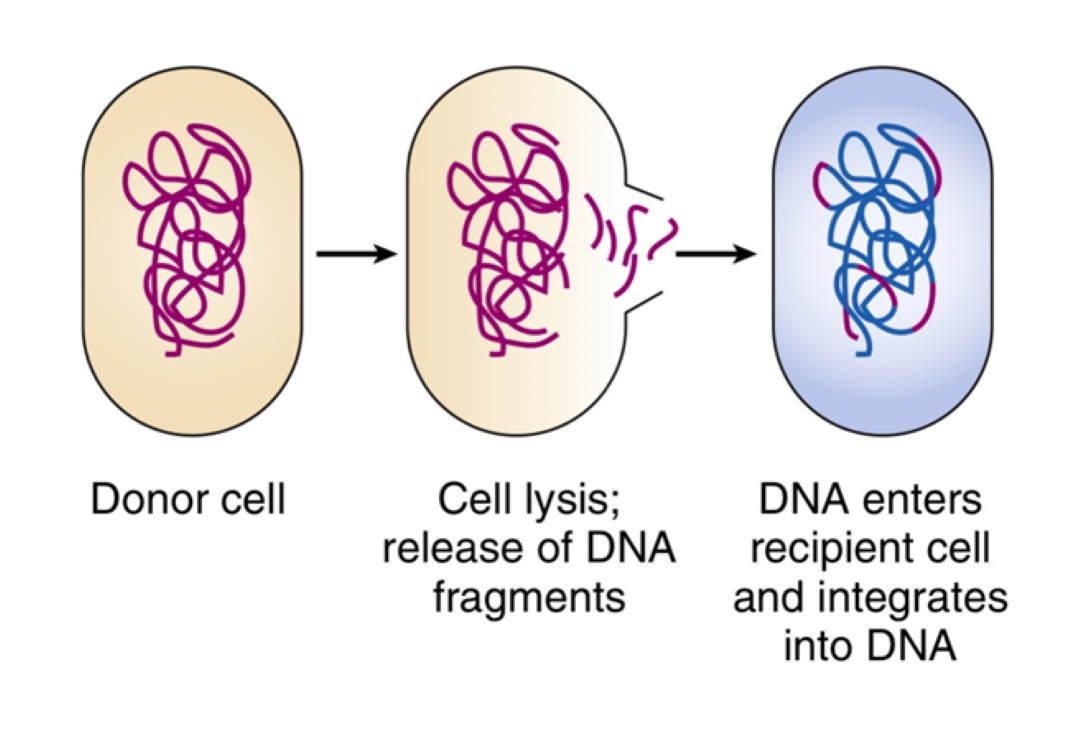 Donor cell
Cell lysis;
release of DNA
fragments
DNA enters
recipient cell
and integrates
into DNA